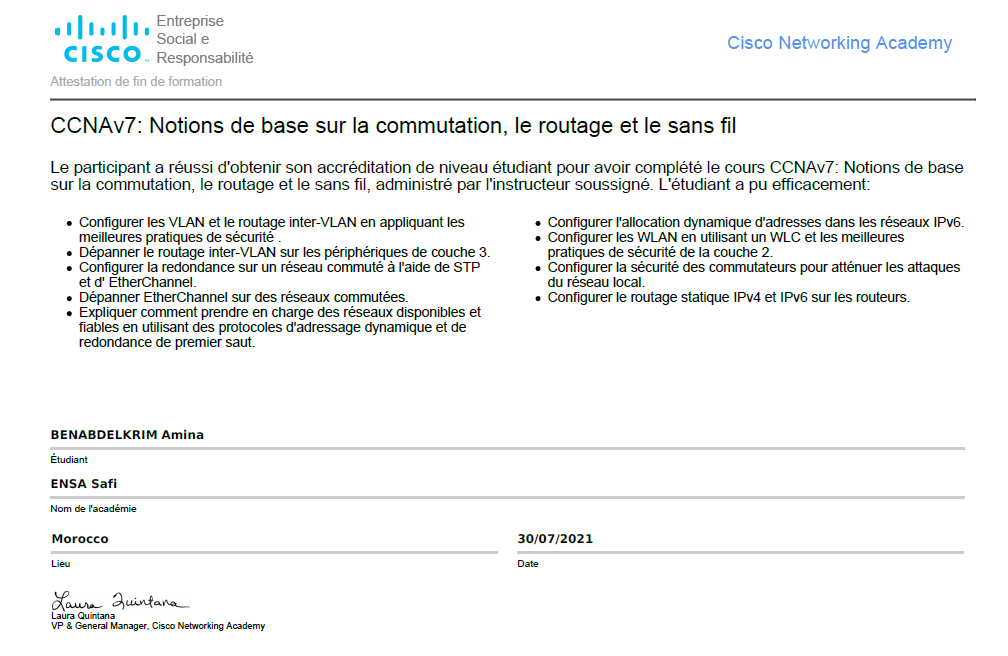 Entreprise
Social e
CISCO
Responsabilité
Cisco Networking Academy
Attestation de fin de formation
CCNAv7: Notions de base sur la commutation, le routage et le sans fil
Le participant a réussi d'obtenir son accréditation de niveau étudiant pour avoir complété le cours CCNAv7: Notions de base
sur la commutation, le routage et le sans fil, administré par l'instructeur soussigné. L'étudiant a pu efficacement:
• Configurer les VLAN et le routage inter-VLAN en appliquant les
meilleures pratiques de sécurité .
• Dépanner le routage inter-VLAN sur les périphériques de couche 3.
• Configurer la redondance sur un réseau commuté à l'aide de STP
et d' EtherChannel.
• Dépanner EtherChannel sur des réseaux commutées.
• Expliquer comment prendre en charge des réseaux disponibles et
fiables en utilisant des protocoles d'adressage dynamique et de
redondance de premier saut.
• Configurer l'allocation dynamique d'adresses dans les réseaux IPv6.
• Configurer les WLAN en utilisant un WLC et les meilleures
pratiques de sécurité de la couche 2.
• Configurer la sécurité des commutateurs pour atténuer les attaques
du réseau local.
• Configurer le routage statique IPv4 et IPv6 sur les routeurs.
BENABDELKRIM Amina
Étudiant
ENSA Safi
Nom de l'académie
Morocco
Lieu
30/07/2021
Date
Laura Quintana
Laura Quintana
VP & General Manager, Cisco Networking Academy